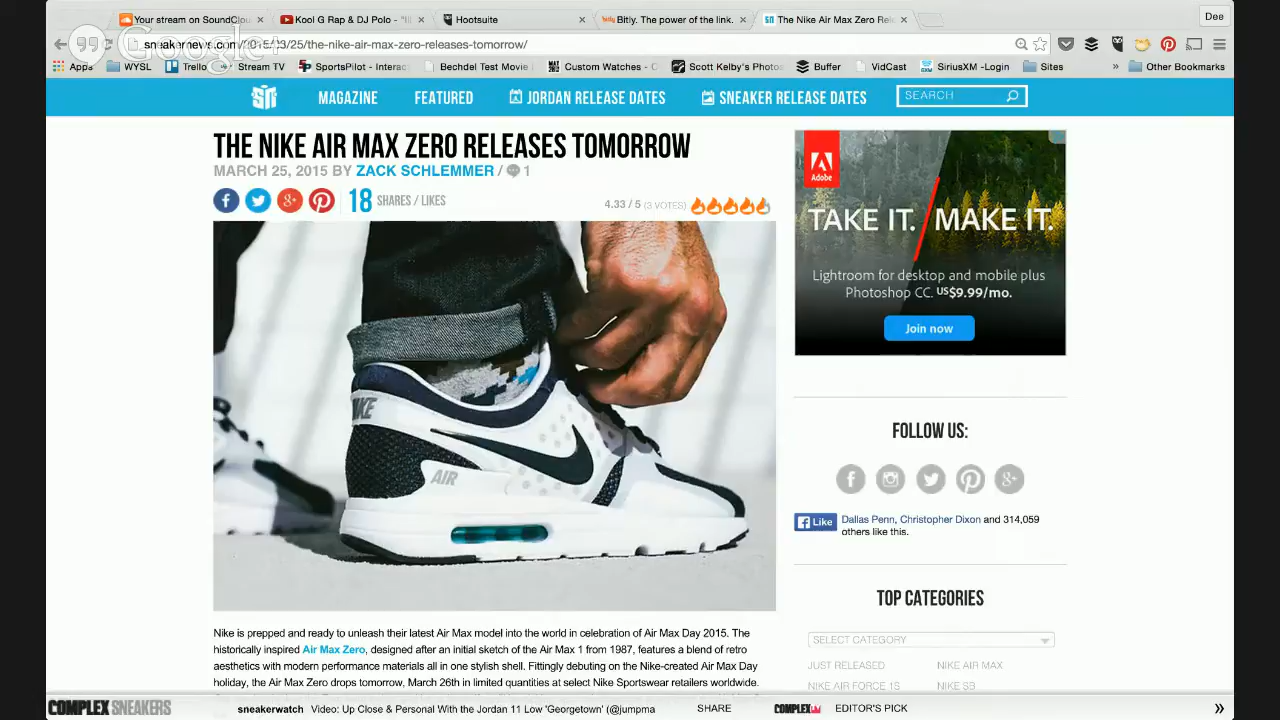 Your stream on SoundClou
Kool G Rap & DJ Polo - "Ill
Hootsuite
Bitly. The power of the link.
The Nike Air Max Zero Rele
Dee
Google+
sneakernews.com/2015/03/25/the-nike-air-max-zero-releases-tomorrow/
Apps
WYSL
Trello
Stream TV
SportsPilot - Interac
Bechdel Test Movie
Custom Watches - C
Scott Kelby's Photos
Buffer
VidCast
SiriusXM -Login
Sites
»
Other Bookmarks
MAGAZINE
FEATURED
JORDAN RELEASE DATES
SNEAKER RELEASE DATES
SEARCH
THE NIKE AIR MAX ZERO RELEASES TOMORROW
MARCH 25, 2015 BY ZACK SCHLEMMER / 1
18 SHARES / LIKES
4.33 / 5 (3 VOTES)
NIKE
AIR
Adobe
TAKE IT. / MAKE IT.
Lightroom for desktop and mobile plus
Photoshop CC. US$9.99/mo.
Join now
FOLLOW US:
Like
Dallas Penn, Christopher Dixon and 314,059
others like this.
TOP CATEGORIES
SELECT CATEGORY
JUST RELEASED
NIKE AIR MAX
NIKE AIR FORCE 1S
NIKE SB
Nike is prepped and ready to unleash their latest Air Max model into the world in celebration of Air Max Day 2015. The
historically inspired Air Max Zero, designed after an initial sketch of the Air Max 1 from 1987, features a blend of retro
aesthetics with modern performance materials all in one stylish shell. Fittingly debuting on the Nike-created Air Max Day
holiday, the Air Max Zero drops tomorrow, March 26th in limited quantities at select Nike Sportswear retailers worldwide.
COMPLEX SNEAKERS
sneakerwatch
Video: Up Close & Personal With the Jordan 11 Low 'Georgetown' (@jumpma
SHARE
COMPLEX
EDITOR'S PICK
»